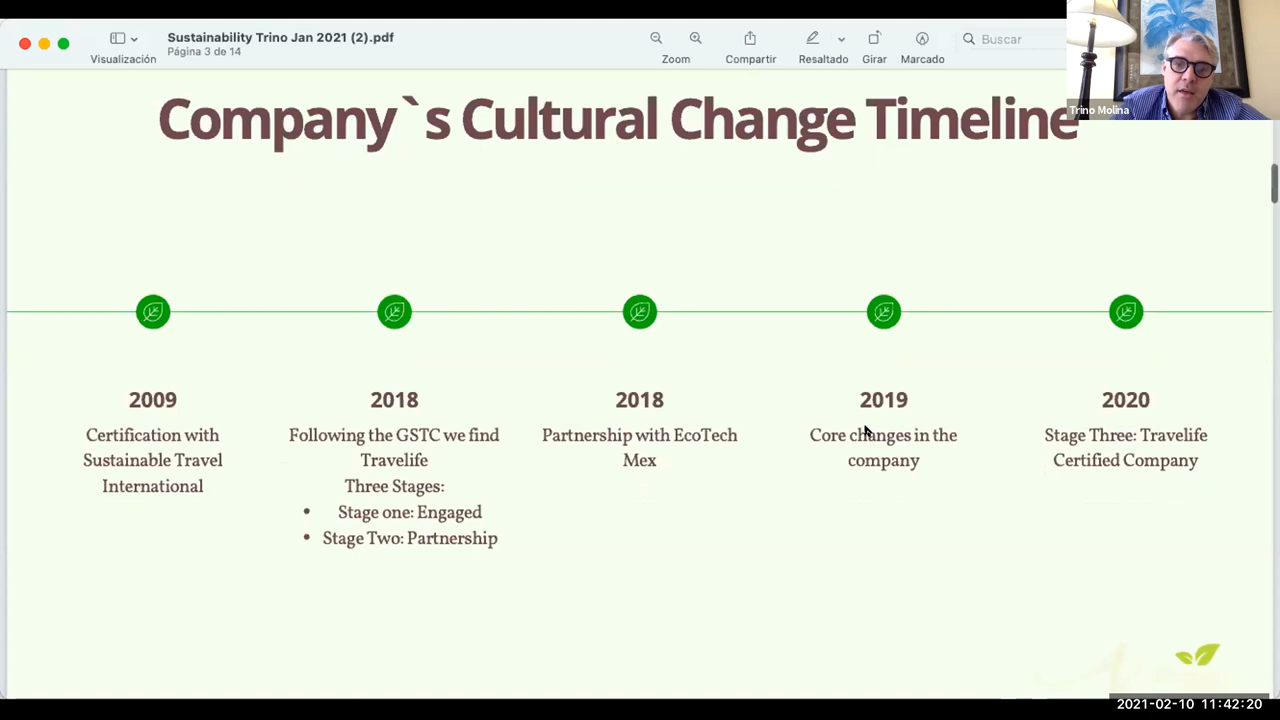 Sustainability Trino Jan 2021 (2).pdf
Página 3 de 14
Visualización
Zoom
Compartir
Resaltado
Girar
Marcado
Buscar
Trino Molina
Company`s Cultural Change Timeline
2009
Certification with
Sustainable Travel
International
2018
Following the GSTC we find
Travelife
Three Stages:
• Stage one: Engaged
• Stage Two: Partnership
2018
Partnership with EcoTech
Mex
2019
Core changes in the
company
2020
Stage Three: Travelife
Certified Company
2021-02-10 11:42:20